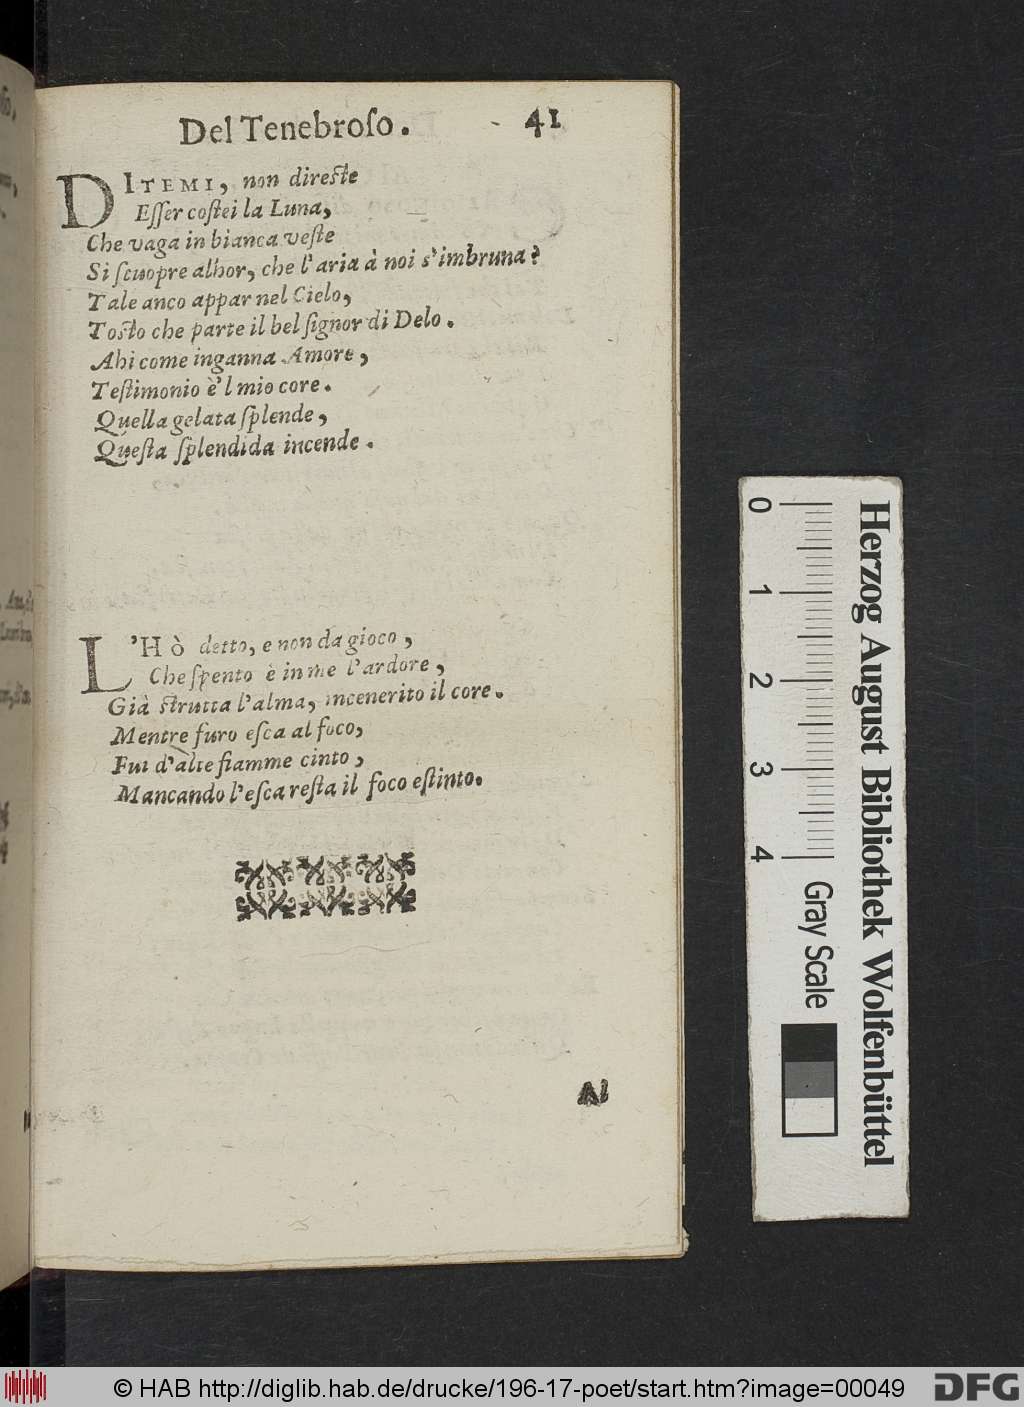 Del Tenebroſo. 41
DITEMI, non direſte
Eſſer coſtei la Luna,
Che vaga in bianca veſte
Si ſcuopre alhor, che l'aria à noi s'imbruna?
Tale anco appar nel Cielo,
Toſto che parte il bel ſignor di Delo.
Ahi come inganna Amore,
Teſtimonio è'l mio core.
Quella gelata ſplende,
Queſta ſplendida incende.
L'Hò detto, e non da gioco,
Che ſpento è in me l'ardore,
Già ſtrutta l'alma, incenerito il core.
Mentre furo eſca al foco,
Fui d'alte fiamme cinto,
Mancando l'eſca reſta il foco eſtinto.
Al
0 1 2 3 4
Gray Scale
Herzog August Bibliothek Wolfenbüttel
© HAB http://diglib.hab.de/drucke/196-17-poet/start.htm?image=00049
DFG